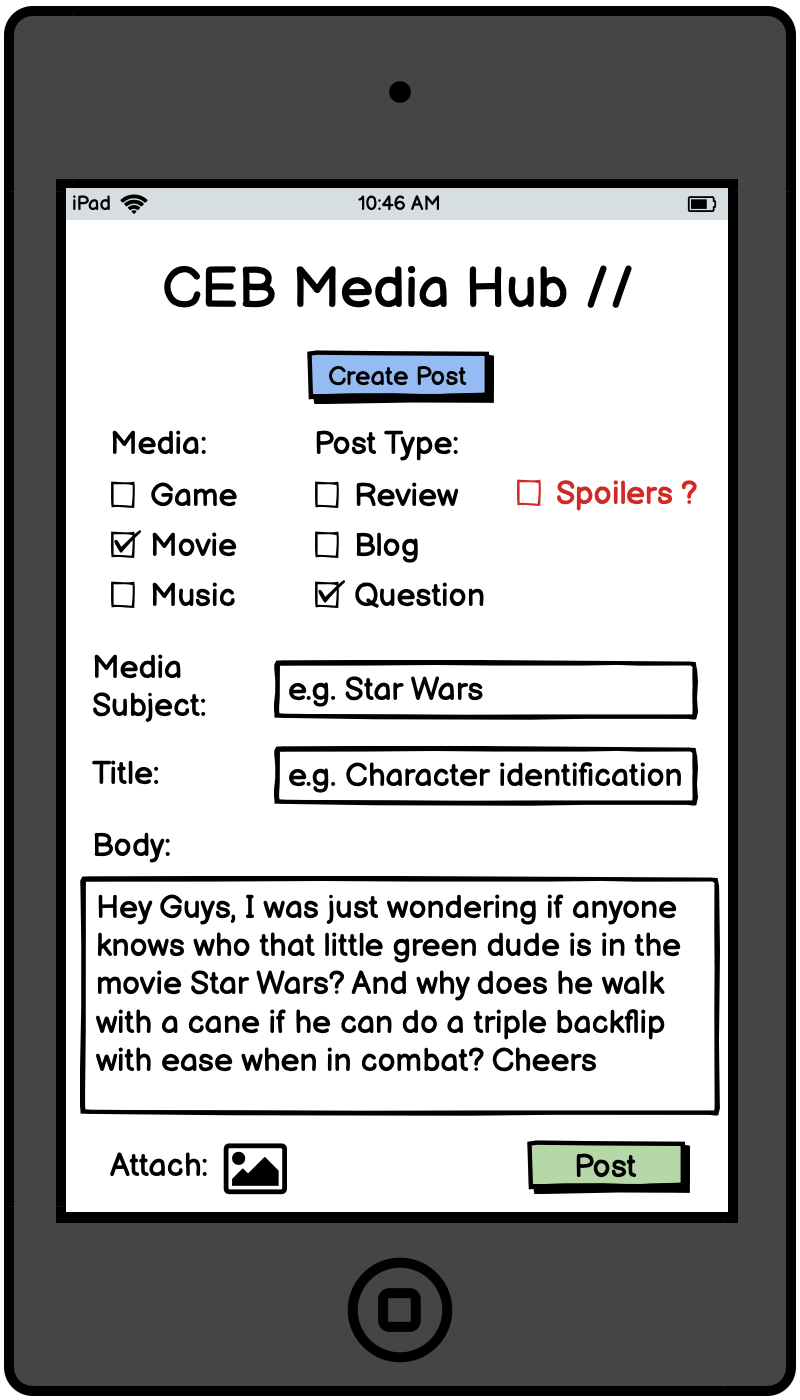 iPad 10:46 AM
CEB Media Hub //
Create Post
Media: Post Type:
Game Review Spoilers ?
Movie Blog
Music Question
Media
Subject: e.g. Star Wars
Title: e.g. Character identification
Body:
Hey Guys, I was just wondering if anyone
knows who that little green dude is in the
movie Star Wars? And why does he walk
with a cane if he can do a triple backflip
with ease when in combat? Cheers
Attach: Post